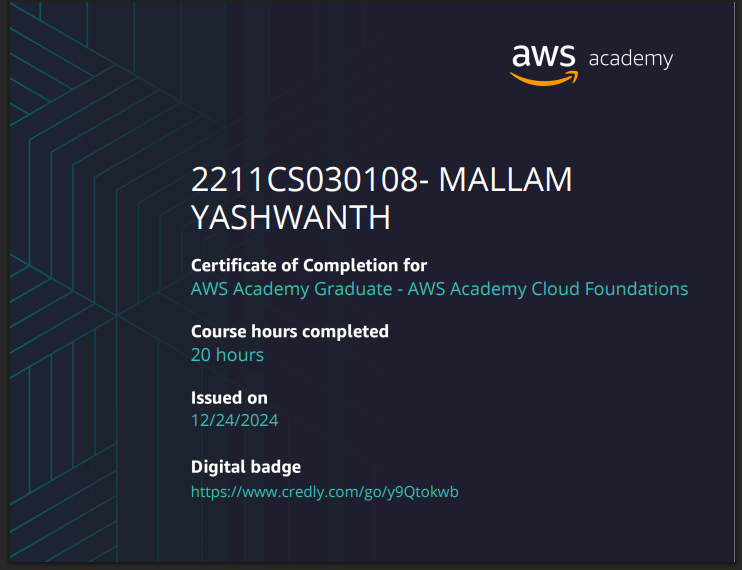 aws academy
2211CS030108- MALLAM
YASHWANTH
Certificate of Completion for
AWS Academy Graduate - AWS Academy Cloud Foundations
Course hours completed
20 hours
Issued on
12/24/2024
Digital badge
https://www.credly.com/go/y9Qtokwb